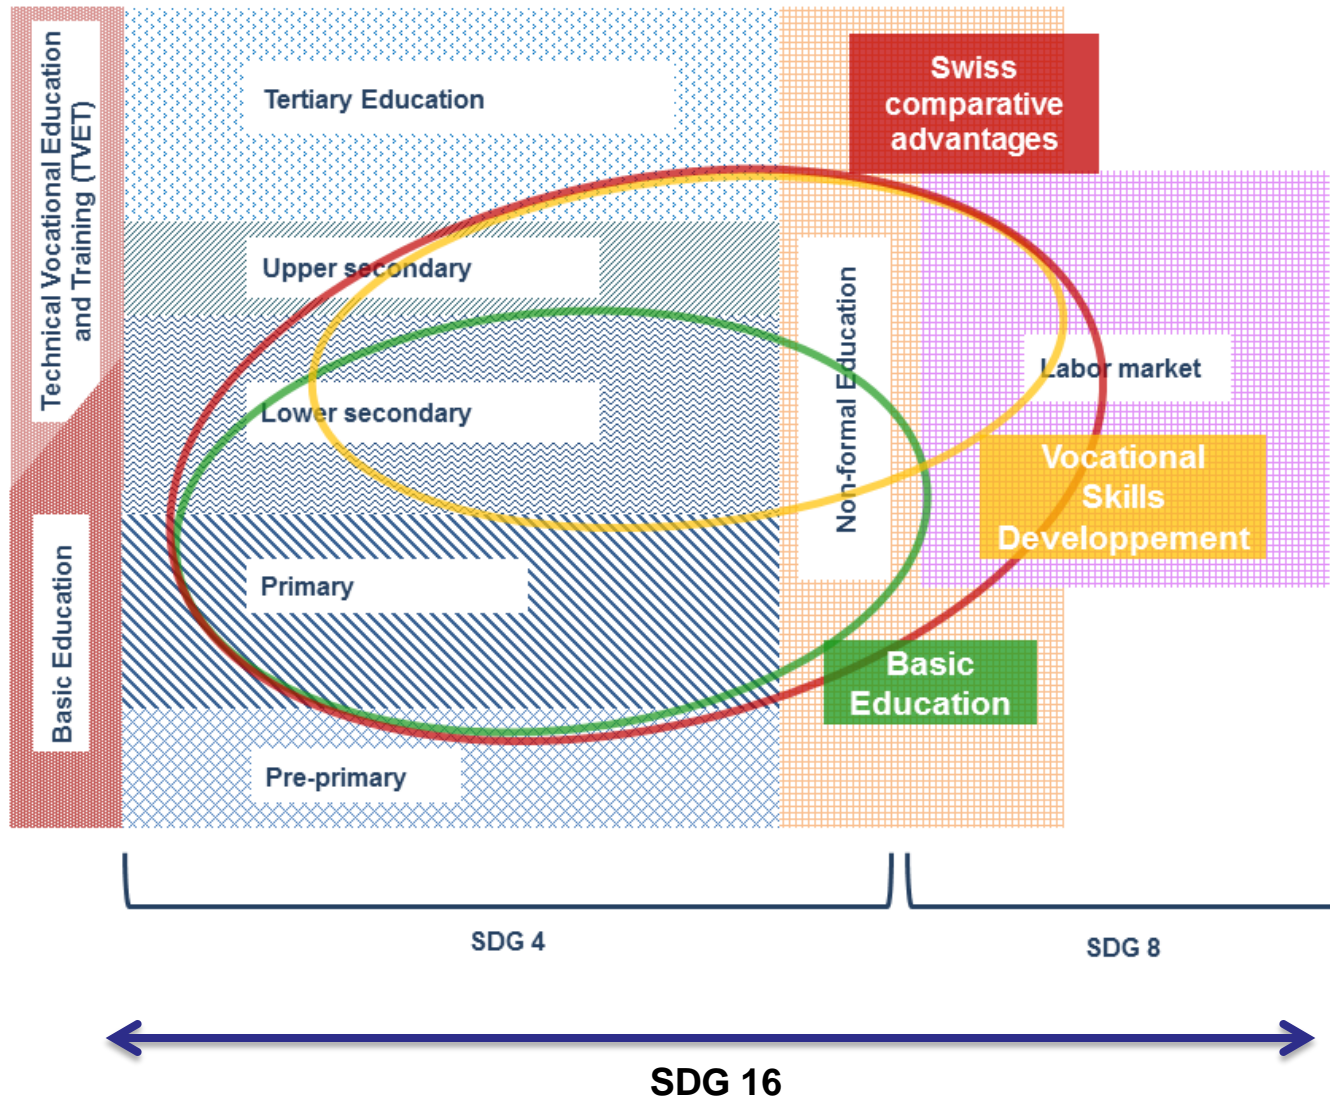 Technical Vocational Education
and Training (TVET)
Basic Education
Tertiary Education
Upper secondary
Lower secondary
Primary
Pre-primary
Non-formal Education
Swiss
comparative
advantages
Labor market
Vocational
Skills
Developpement
Basic
Education
SDG 4
SDG 8
SDG 16